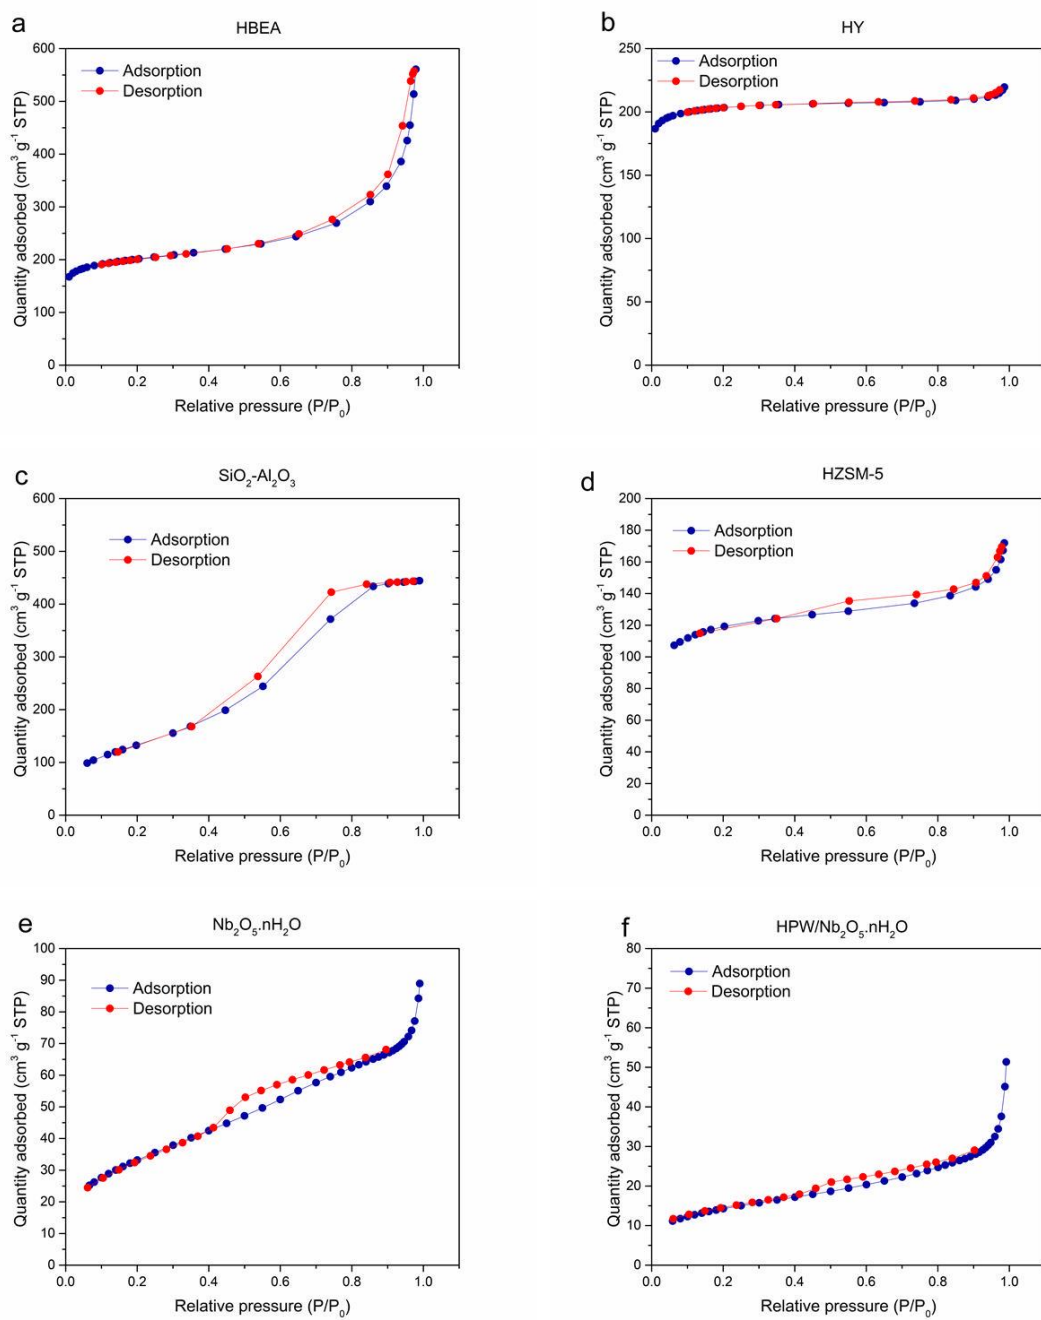 a
HBEA
600
500
400
300
200
100
0
Adsorption
Desorption
Quantity adsorbed (cm³ g⁻¹ STP)
0.0 0.2 0.4 0.6 0.8 1.0
Relative pressure (P/P₀)
b
HY
250
200
150
100
50
0
Adsorption
Desorption
Quantity adsorbed (cm³ g⁻¹ STP)
0.0 0.2 0.4 0.6 0.8 1.0
Relative pressure (P/P₀)
c
SiO₂-Al₂O₃
600
500
400
300
200
100
0
Adsorption
Desorption
Quantity adsorbed (cm³ g⁻¹ STP)
0.0 0.2 0.4 0.6 0.8 1.0
Relative pressure (P/P₀)
d
HZSM-5
200
180
160
140
120
100
80
60
40
20
0
Adsorption
Desorption
Quantity adsorbed (cm³ g⁻¹ STP)
0.0 0.2 0.4 0.6 0.8 1.0
Relative pressure (P/P₀)
e
Nb₂O₅.nH₂O
100
90
80
70
60
50
40
30
20
10
0
Adsorption
Desorption
Quantity adsorbed (cm³ g⁻¹ STP)
0.0 0.2 0.4 0.6 0.8 1.0
Relative pressure (P/P₀)
f
HPW/Nb₂O₅.nH₂O
80
70
60
50
40
30
20
10
0
Adsorption
Desorption
Quantity adsorbed (cm³ g⁻¹ STP)
0.0 0.2 0.4 0.6 0.8 1.0
Relative pressure (P/P₀)